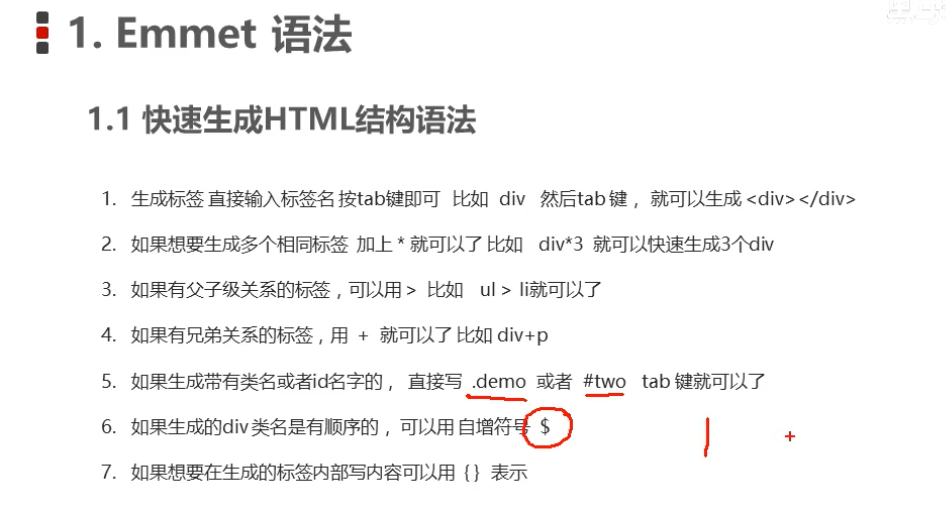 1. Emmet 语法
1.1 快速生成HTML结构语法
1. 生成标签 直接输入标签名 按tab键即可 比如 div 然后tab 键， 就可以生成 <div></div>
2. 如果想要生成多个相同标签 加上 * 就可以了 比如 div*3 就可以快速生成3个div
3. 如果有父子级关系的标签，可以用 > 比如 ul > li就可以了
4. 如果有兄弟关系的标签，用 + 就可以了 比如 div+p
5. 如果生成带有类名或者id名字的， 直接写 .demo 或者 #two tab 键就可以了
6. 如果生成的div 类名是有顺序的， 可以用 自增符号 $
7. 如果想要在生成的标签内部写内容可以用 { } 表示